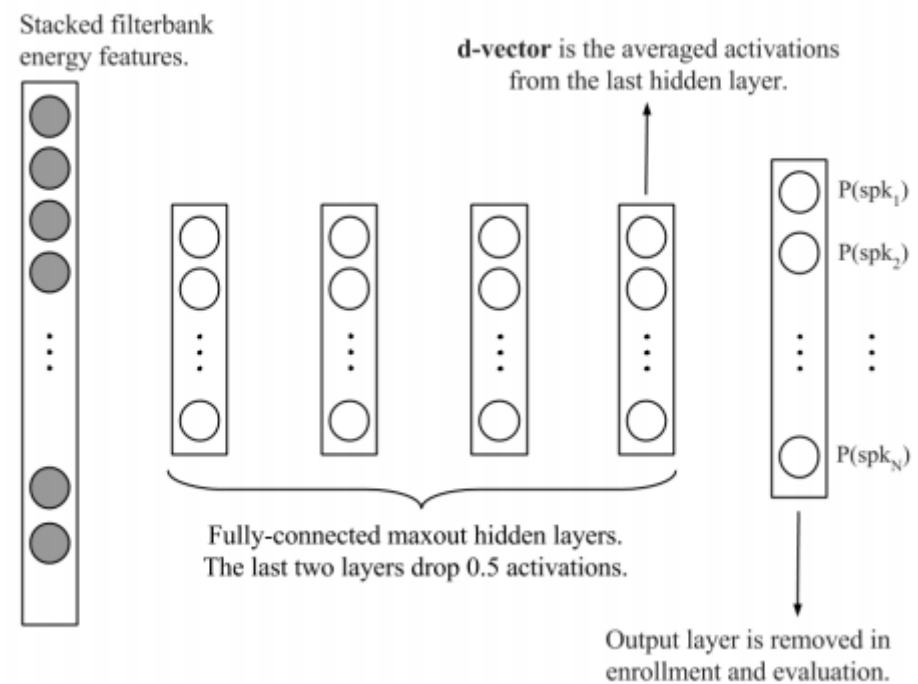 Stacked filterbank
energy features.
d-vector is the averaged activations
from the last hidden layer.
P(spk₁)
P(spk₂)
P(spk_N)
Fully-connected maxout hidden layers.
The last two layers drop 0.5 activations.
Output layer is removed in
enrollment and evaluation.